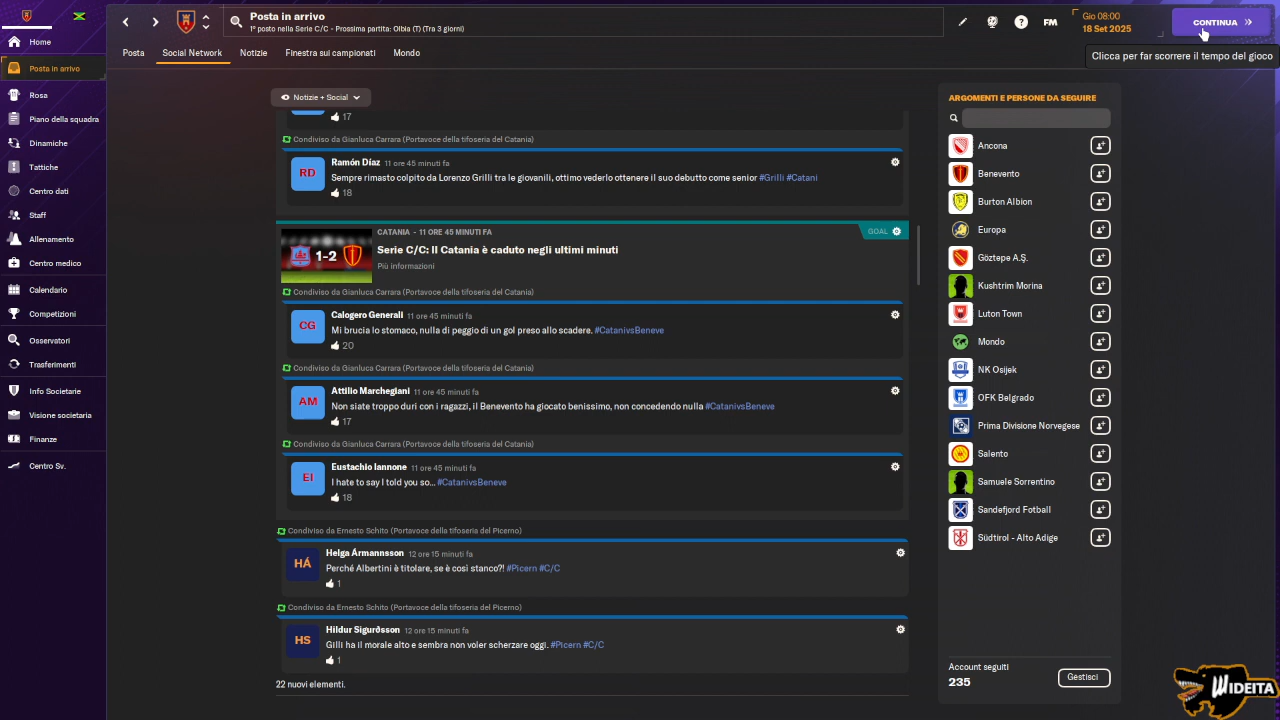 Posta in arrivo
1° posto nella Serie C/C - Prossima partita: Olbia (T) (Tra 3 giorni)
FM
Gio 08:00
18 Set 2025
CONTINUA
Clicca per far scorrere il tempo del gioco
Home
Posta in arrivo
Rosa
Piano della squadra
Dinamiche
Tattiche
Centro dati
Staff
Allenamento
Centro medico
Calendario
Competizioni
Osservatori
Trasferimenti
Info Societarie
Visione societaria
Finanze
Centro Sv.
Posta
Social Network
Notizie
Finestra sui campionati
Mondo
Notizie + Social
17
Condiviso da Gianluca Carrara (Portavoce della tifoseria del Catania)
RD
Ramón Díaz 11 ore 45 minuti fa
Sempre rimasto colpito da Lorenzo Grilli tra le giovanili, ottimo vederlo ottenere il suo debutto come senior #Grilli #Catani
18
CATANIA - 11 ORE 45 MINUTI FA
GOAL
1-2
Serie C/C: Il Catania è caduto negli ultimi minuti
Più informazioni
Condiviso da Gianluca Carrara (Portavoce della tifoseria del Catania)
CG
Calogero Generali 11 ore 45 minuti fa
Mi brucia lo stomaco, nulla di peggio di un gol preso allo scadere. #CatanivsBeneve
20
Condiviso da Gianluca Carrara (Portavoce della tifoseria del Catania)
AM
Attilio Marchegiani 11 ore 45 minuti fa
Non siate troppo duri con i ragazzi, il Benevento ha giocato benissimo, non concedendo nulla #CatanivsBeneve
17
Condiviso da Gianluca Carrara (Portavoce della tifoseria del Catania)
EI
Eustachio Iannone 11 ore 45 minuti fa
I hate to say I told you so... #CatanivsBeneve
18
Condiviso da Ernesto Schito (Portavoce della tifoseria del Picerno)
HÁ
Helga Ármannsson 12 ore 15 minuti fa
Perché Albertini è titolare, se è così stanco?! #Picern #C/C
1
Condiviso da Ernesto Schito (Portavoce della tifoseria del Picerno)
HS
Hildur Sigurðsson 12 ore 15 minuti fa
Gilli ha il morale alto e sembra non voler scherzare oggi. #Picern #C/C
1
22 nuovi elementi.
ARGOMENTI E PERSONE DA SEGUIRE
Ancona
Benevento
Burton Albion
Europa
Göztepe A.Ş.
Kushtrim Morina
Luton Town
Mondo
NK Osijek
OFK Belgrado
Prima Divisione Norvegese
Salento
Samuele Sorrentino
Sandefjord Fotball
Südtirol - Alto Adige
Account seguiti
235
Gestisci
WIDEITA